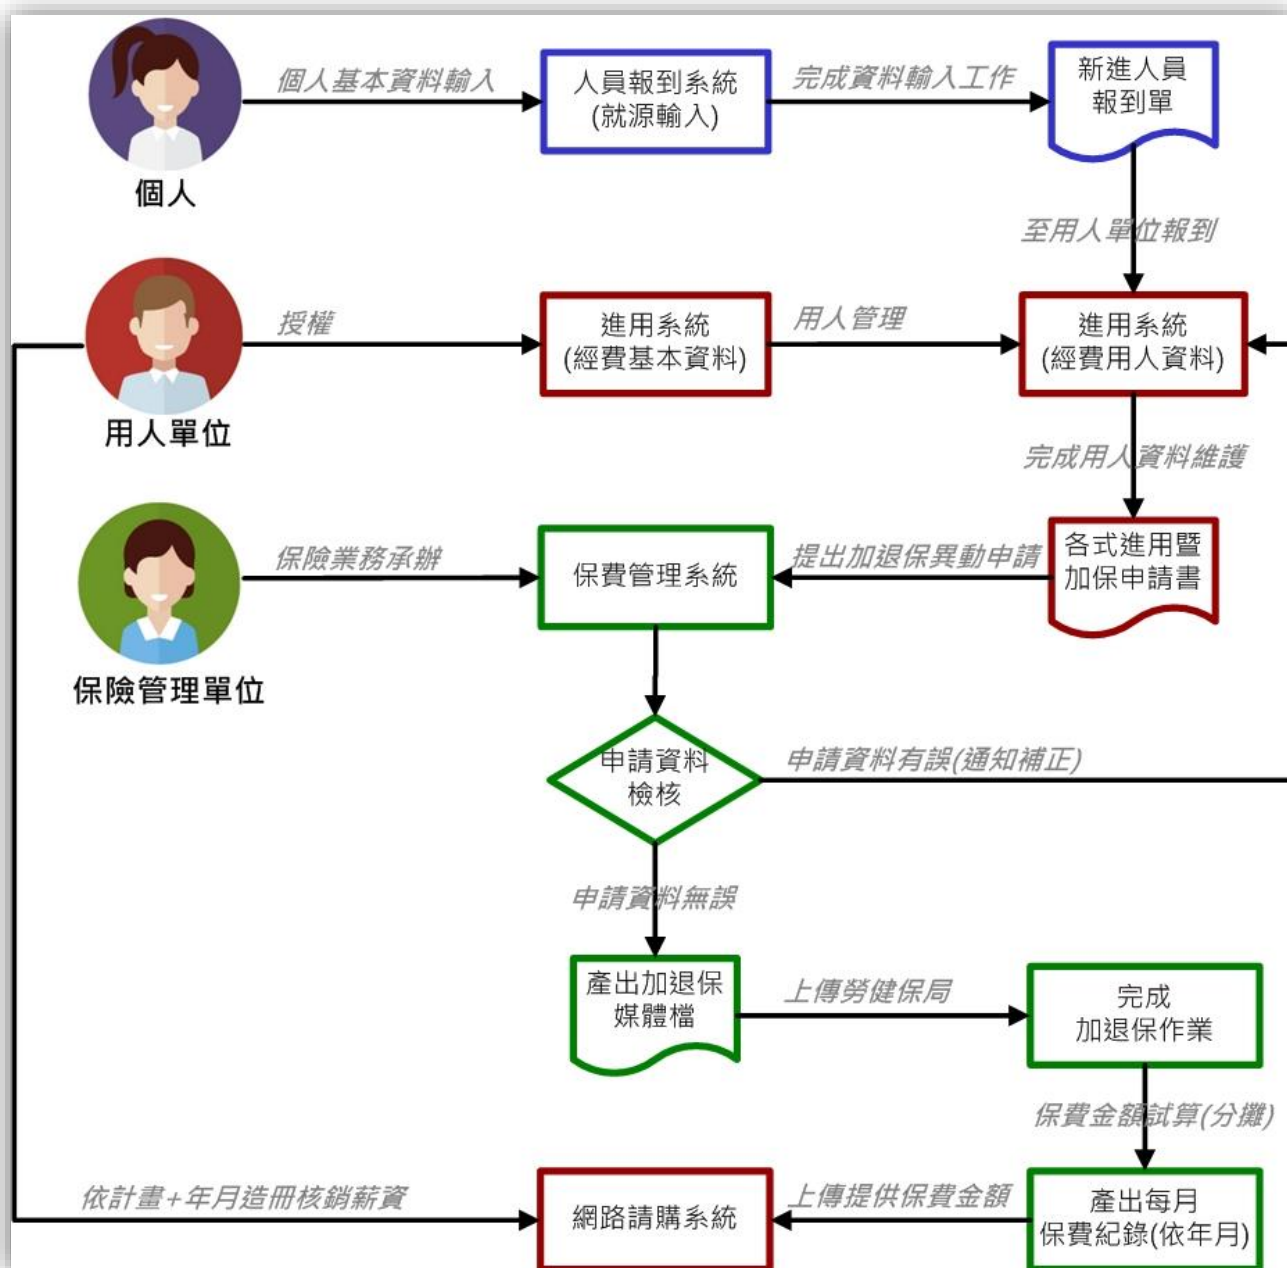 個人基本資料輸入
人員報到系統
(就源輸入)
完成資料輸入工作
新進人員
報到單
個人
至用人單位報到
授權
進用系統
(經費基本資料)
用人管理
進用系統
(經費用人資料)
用人單位
完成用人資料維護
保險業務承辦
保費管理系統
提出加退保異動申請
各式進用暨
加保申請書
保險管理單位
申請資料
檢核
申請資料有誤(通知補正)
申請資料無誤
產出加退保
媒體檔
上傳勞健保局
完成
加退保作業
保費金額試算(分攤)
依計畫+年月造冊核銷薪資
網路請購系統
上傳提供保費金額
產出每月
保費紀錄(依年月)